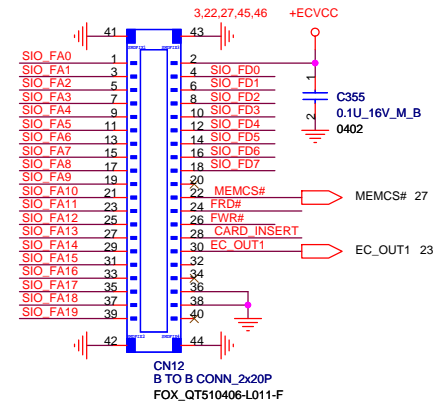 3,22,27,45,46 +ECVCC
41 43
SIO_FA0 1 2
SIO_FA1 3 4 SIO_FD0
SIO_FA2 5 6 SIO_FD1
SIO_FA3 7 8 SIO_FD2
SIO_FA4 9 10 SIO_FD3
SIO_FA5 11 12 SIO_FD4
SIO_FA6 13 14 SIO_FD5
SIO_FA7 15 16 SIO_FD6
SIO_FA8 17 18 SIO_FD7
SIO_FA9 19 20
SIO_FA10 21 22 MEMCS# MEMCS# 27
SIO_FA11 23 24 FRD#
SIO_FA12 25 26 FWR#
SIO_FA13 27 28 CARD_INSERT
SIO_FA14 29 30 EC_OUT1 EC_OUT1 23
SIO_FA15 31 32
SIO_FA16 33 34
SIO_FA17 35 36
SIO_FA18 37 38
SIO_FA19 39 40
42 44
1
C355
0.1U_16V_M_B
2
0402
CN12
B TO B CONN_2x20P
FOX_QT510406-L011-F